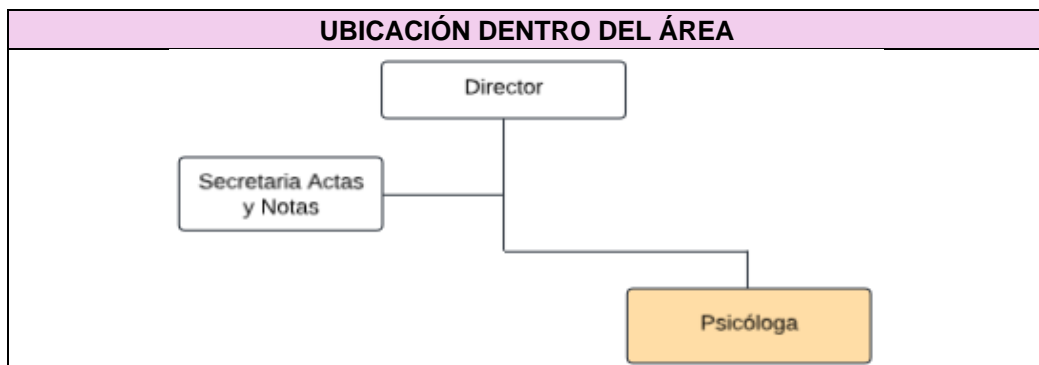 UBICACIÓN DENTRO DEL ÁREA
Director
Secretaria Actas
y Notas
Psicóloga